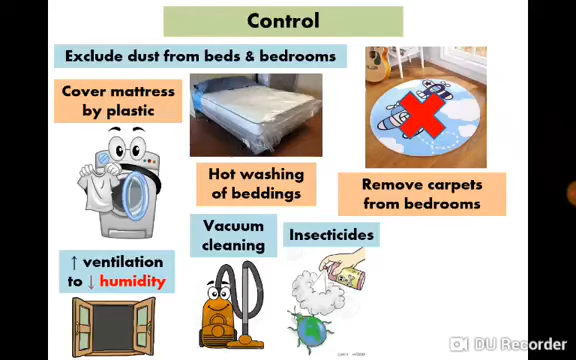 Control
Exclude dust from beds & bedrooms
Cover mattress
by plastic
Hot washing
of beddings
Remove carpets
from bedrooms
Vacuum
cleaning
Insecticides
↑ ventilation
to ↓ humidity
DU Recorder